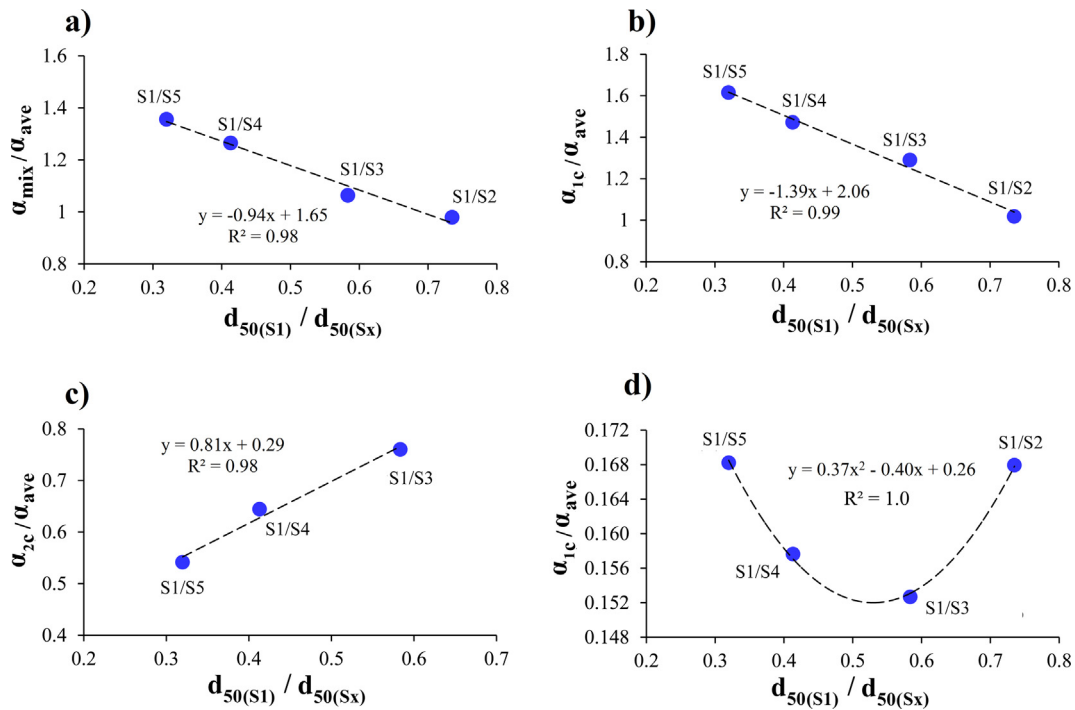 a)
α_mix / α_ave
1.6
1.4
1.2
1
0.8
S1/S5
S1/S4
S1/S3
S1/S2
y = -0.94x + 1.65
R² = 0.98
0.2 0.3 0.4 0.5 0.6 0.7 0.8
d_50(S1) / d_50(Sx)
b)
α_1c / α_ave
1.8
1.6
1.4
1.2
1
0.8
S1/S5
S1/S4
S1/S3
S1/S2
y = -1.39x + 2.06
R² = 0.99
0.2 0.3 0.4 0.5 0.6 0.7 0.8
d_50(S1) / d_50(Sx)
c)
α_2c / α_ave
0.8
0.7
0.6
0.5
0.4
y = 0.81x + 0.29
R² = 0.98
S1/S3
S1/S4
S1/S5
0.2 0.3 0.4 0.5 0.6 0.7
d_50(S1) / d_50(Sx)
d)
α_1c / α_ave
0.172
0.168
0.164
0.160
0.156
0.152
0.148
S1/S5
S1/S2
y = 0.37x² - 0.40x + 0.26
R² = 1.0
S1/S4
S1/S3
0.2 0.3 0.4 0.5 0.6 0.7 0.8
d_50(S1) / d_50(Sx)